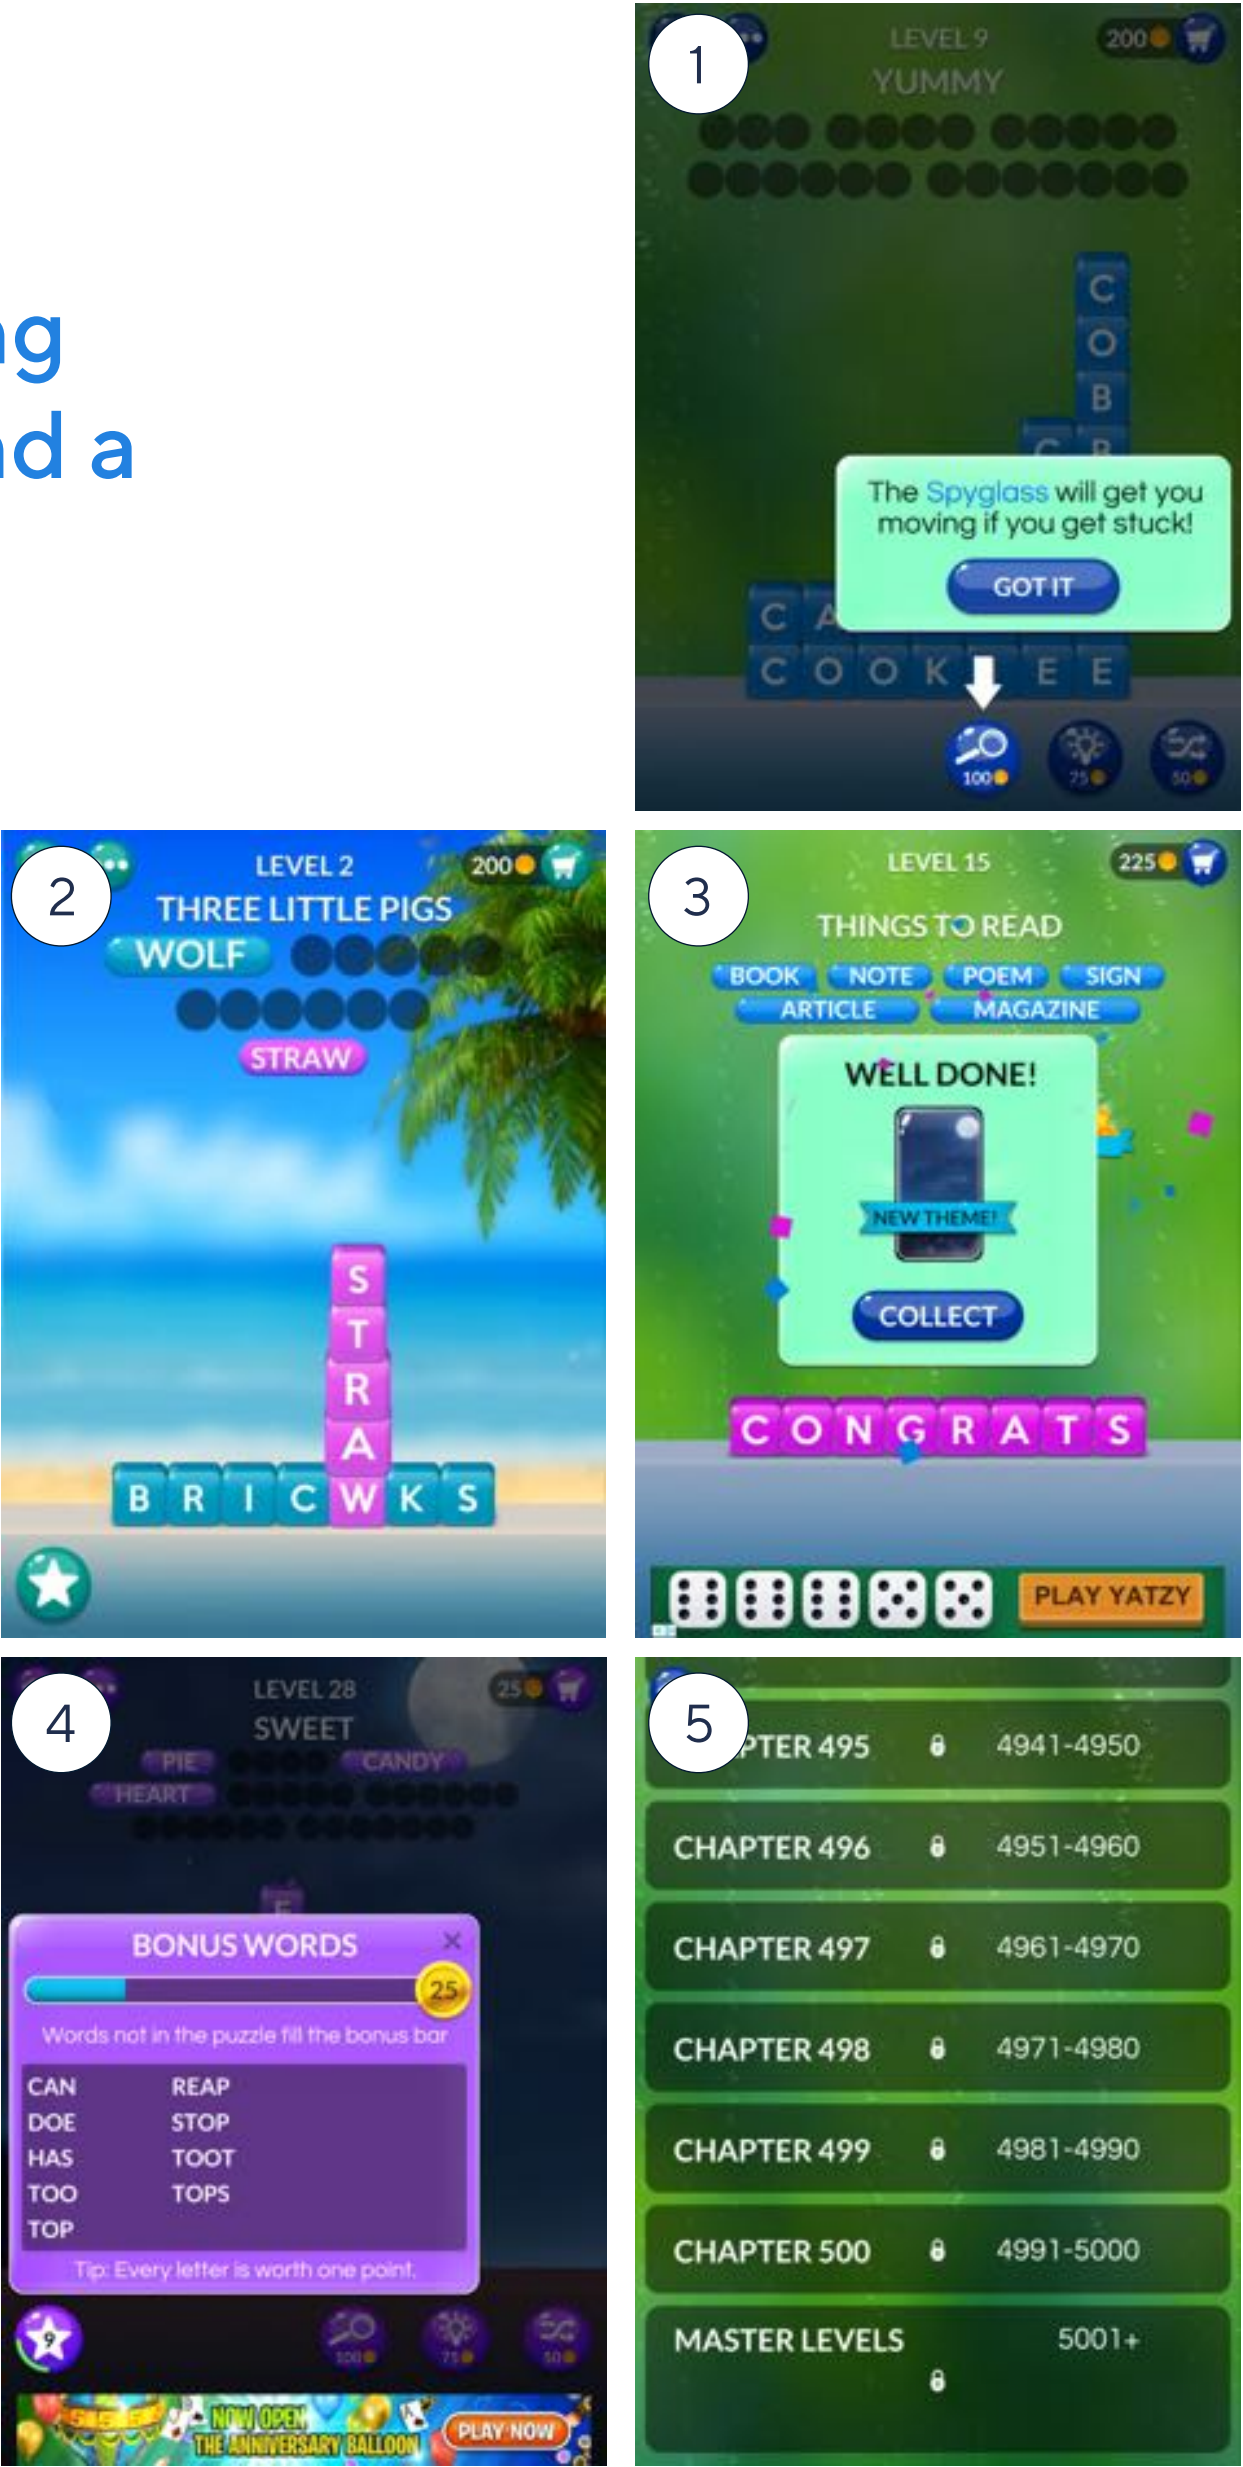 ng
nd a
1
LEVEL 9
200
YUMMY
C
O
B
C B
The Spyglass will get you
moving if you get stuck!
GOT IT
C A
C O O K E E
100 75 50
2
LEVEL 2
200
THREE LITTLE PIGS
WOLF
STRAW
S
T
R
A
B R I C W K S
3
LEVEL 15
225
THINGS TO READ
BOOK NOTE POEM SIGN
ARTICLE MAGAZINE
WELL DONE!
NEW THEME!
COLLECT
C O N G R A T S
PLAY YATZY
4
LEVEL 28
25
SWEET
PIE CANDY
HEART
BONUS WORDS
25
Words not in the puzzle fill the bonus bar
CAN REAP
DOE STOP
HAS TOOT
TOO TOPS
TOP
Tip: Every letter is worth one point.
9
100 75 50
NOW OPEN
THE ANNIVERSARY BALLOON
PLAY NOW
5
PTER 495 4941-4950
CHAPTER 496 4951-4960
CHAPTER 497 4961-4970
CHAPTER 498 4971-4980
CHAPTER 499 4981-4990
CHAPTER 500 4991-5000
MASTER LEVELS 5001+